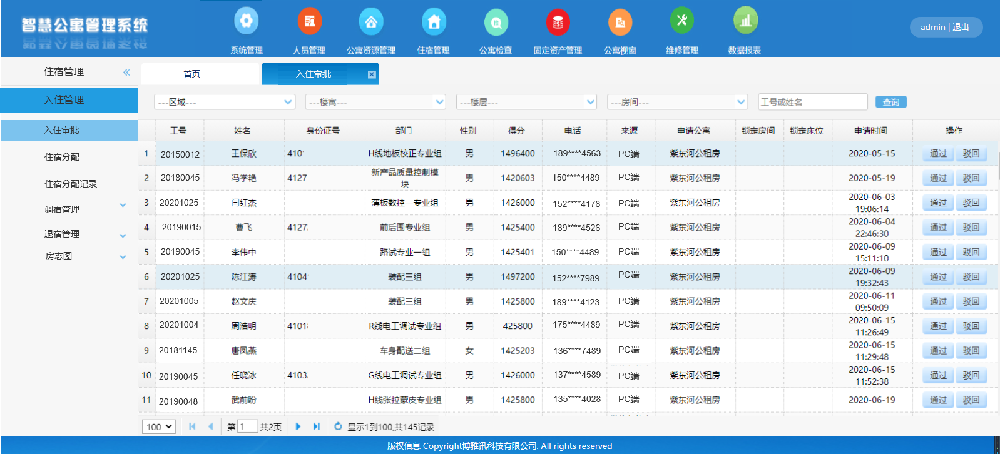 智慧公寓管理系统
系统管理 人员管理 公寓资源管理 住宿管理 公寓检查 固定资产管理 公寓视窗 维修管理 数据报表
admin | 退出
住宿管理 «
入住管理
入住审批
住宿分配
住宿分配记录
调宿管理
退宿管理
房态图
首页 入住审批
---区域--- ---楼寓--- ---楼层--- ---房间--- 工号或姓名 查询
工号 姓名 身份证号 部门 性别 得分 电话 来源 申请公寓 锁定房间 锁定床位 申请时间 操作
1 20150012 王保欣 410 H线地板校正专业组 男 1496400 189****4563 PC端 紫东河公租房 2020-05-15 通过 驳回
2 20180045 冯学艳 4127 新产品质量控制模块 男 1420603 150****4489 PC端 紫东河公租房 2020-05-19 通过 驳回
3 20201025 闫红杰 薄板数控一专业组 男 1426000 152****4178 PC端 紫东河公租房 2020-06-03 19:06:14 通过 驳回
4 20190015 曹飞 4127 前后围专业组 男 1425400 189****4526 PC端 紫东河公租房 2020-06-04 22:46:30 通过 驳回
5 20190045 李伟中 路试专业一组 男 1425401 150****4489 PC端 紫东河公租房 2020-06-09 15:11:10 通过 驳回
6 20201025 陈江涛 4104 装配三组 男 1497200 152****7989 PC端 紫东河公租房 2020-06-09 19:32:43 通过 驳回
7 20201005 赵文庆 装配三组 男 1425800 189****4123 PC端 紫东河公租房 2020-06-11 09:50:09 通过 驳回
8 20201004 周浩明 4101 R线电工调试专业组 男 425800 175****4489 PC端 紫东河公租房 2020-06-15 11:26:49 通过 驳回
9 20181145 唐凤燕 车身配送二组 女 1425203 136****7489 PC端 紫东河公租房 2020-06-15 11:29:48 通过 驳回
10 20190045 任晓冰 4103 G线电工调试专业组 男 1426000 137****4589 PC端 紫东河公租房 2020-06-15 11:52:38 通过 驳回
11 20190048 武前盼 H线张拉蒙皮专业组 男 1425800 135****4028 PC端 紫东河公租房 2020-06-19 通过 驳回
100 第 1 共2页 显示1到100,共145记录
版权信息 Copyright博雅讯科技有限公司. All rights reserved